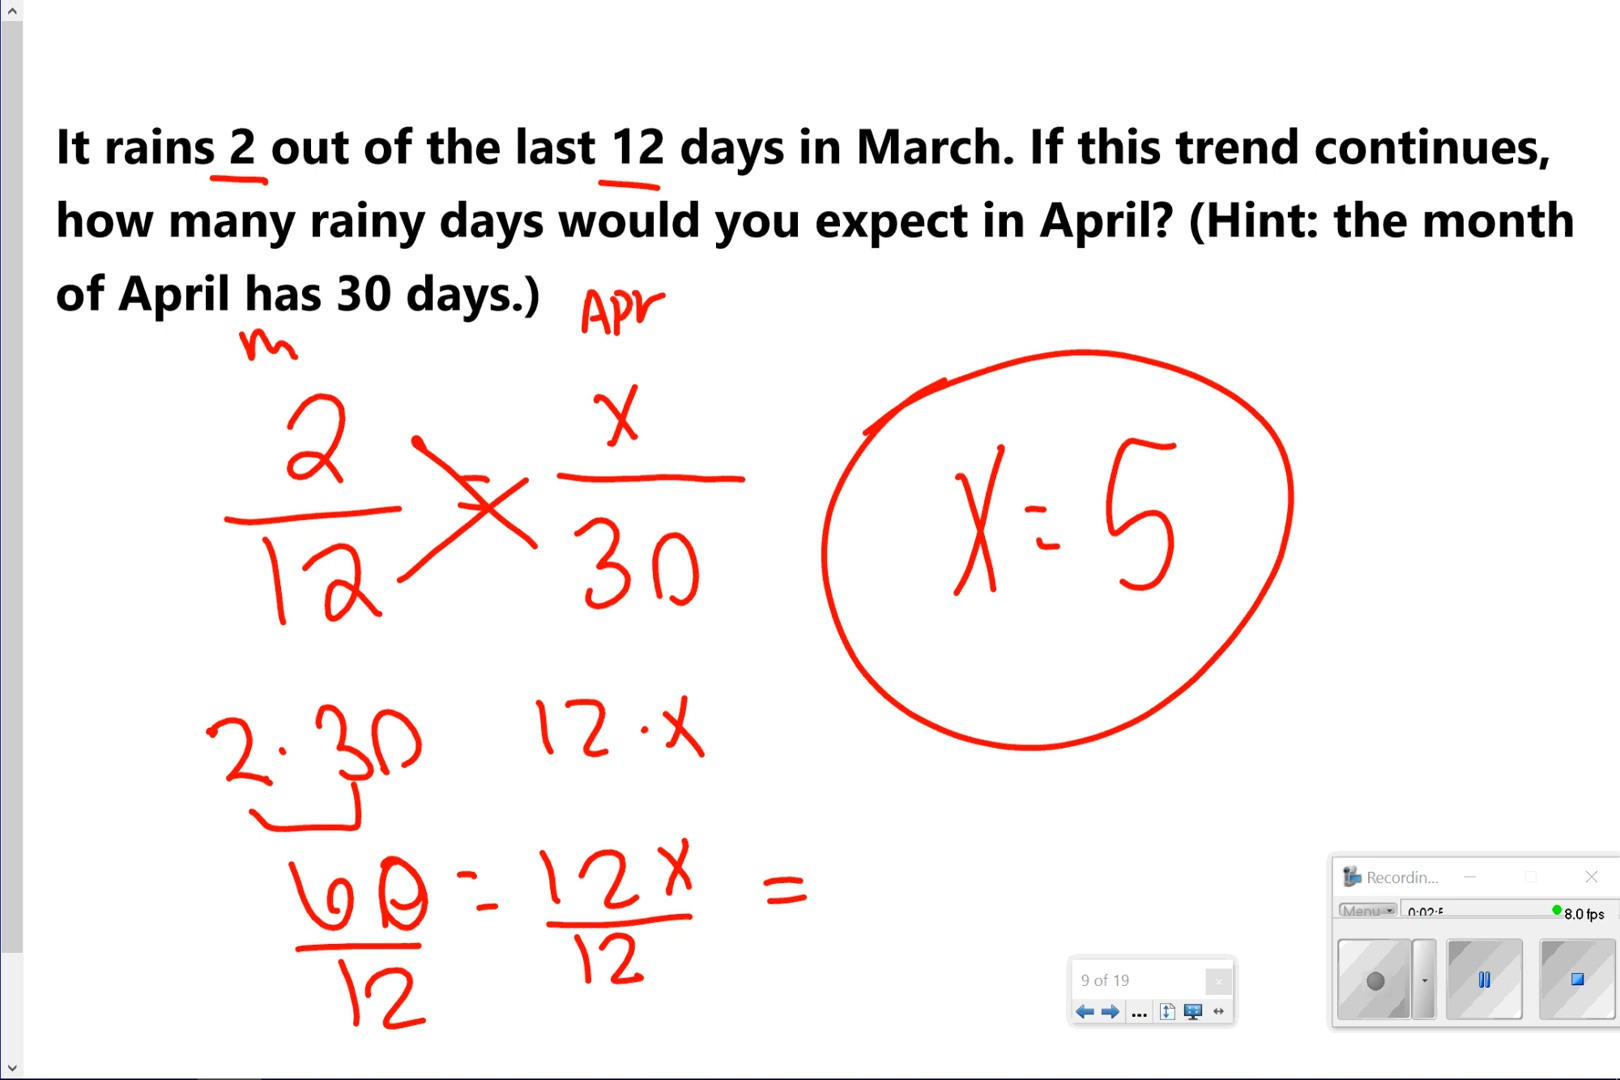 It rains 2 out of the last 12 days in March. If this trend continues,
how many rainy days would you expect in April? (Hint: the month
of April has 30 days.)
m Apr
2 = x
12 30
x = 5
2 · 30 12 · x
60 = 12x =
12 12
Recordin...
Menu 8.0 fps
9 of 19